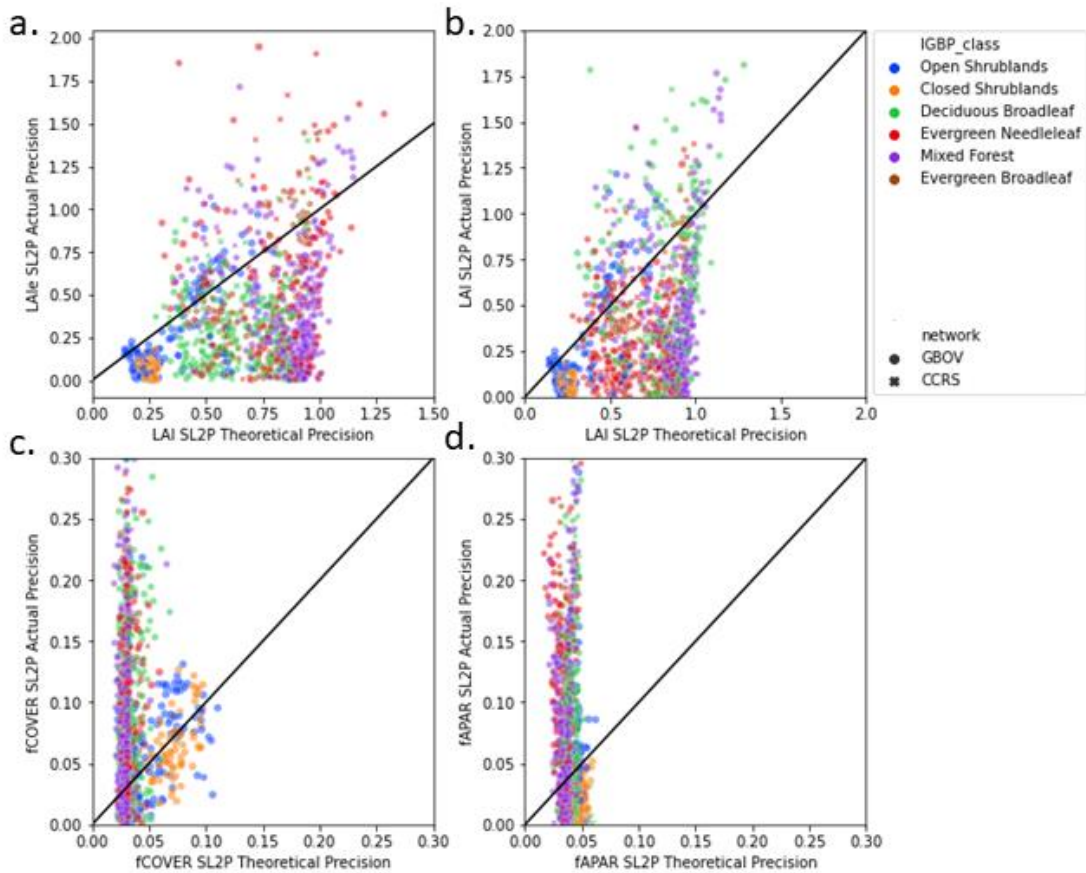 a.
2.00
1.75
1.50
1.25
1.00
0.75
0.50
0.25
0.00
LAIe SL2P Actual Precision
0.00 0.25 0.50 0.75 1.00 1.25 1.50
LAI SL2P Theoretical Precision
b.
2.00
1.75
1.50
1.25
1.00
0.75
0.50
0.25
0.00
LAI SL2P Actual Precision
0.0 0.5 1.0 1.5 2.0
LAI SL2P Theoretical Precision
IGBP_class
Open Shrublands
Closed Shrublands
Deciduous Broadleaf
Evergreen Needleleaf
Mixed Forest
Evergreen Broadleaf
network
GBOV
CCRS
c.
0.30
0.25
0.20
0.15
0.10
0.05
0.00
fCOVER SL2P Actual Precision
0.00 0.05 0.10 0.15 0.20 0.25 0.30
fCOVER SL2P Theoretical Precision
d.
0.30
0.25
0.20
0.15
0.10
0.05
0.00
fAPAR SL2P Actual Precision
0.00 0.05 0.10 0.15 0.20 0.25 0.30
fAPAR SL2P Theoretical Precision